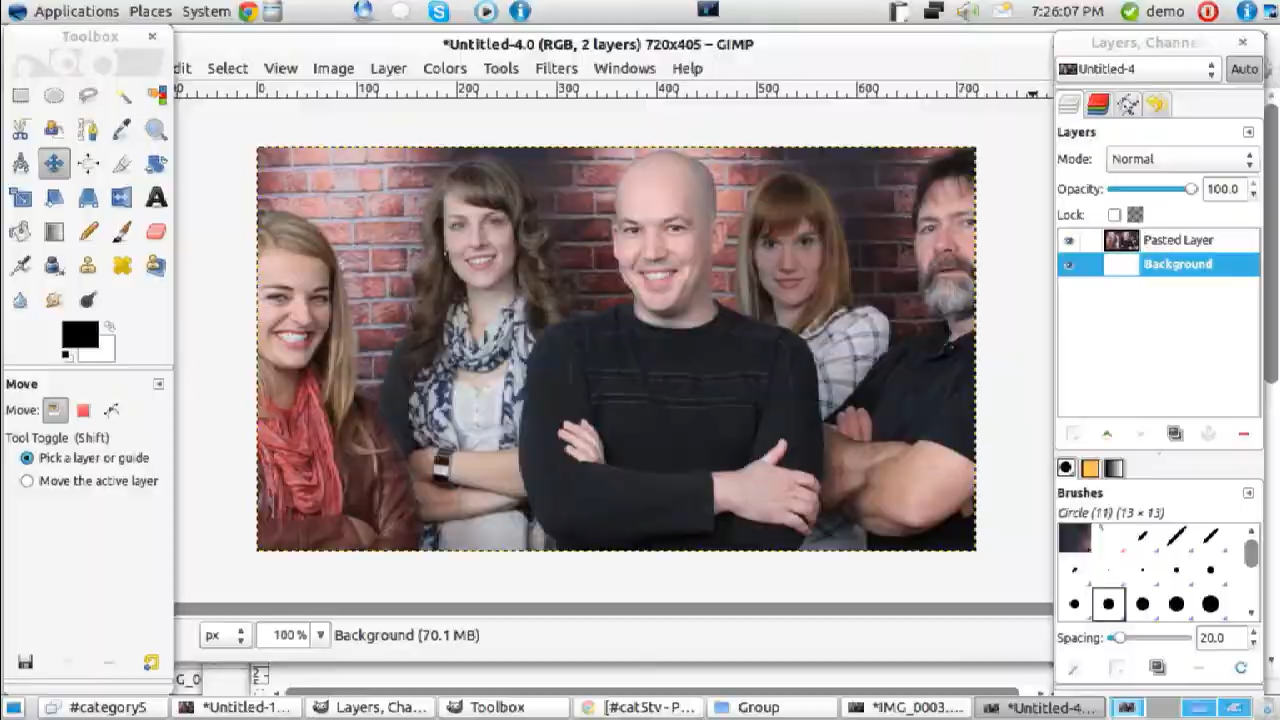 Applications Places System
7:26:07 PM demo
Toolbox
*Untitled-4.0 (RGB, 2 layers) 720x405 – GIMP
Layers, Channe
dit Select View Image Layer Colors Tools Filters Windows Help
Untitled-4
Auto
0 100 200 300 400 500 600 700
Layers
Mode: Normal
Opacity: 100.0
Lock:
Pasted Layer
Background
Move
Move:
Tool Toggle (Shift)
Pick a layer or guide
Move the active layer
Brushes
Circle (11) (13 × 13)
Spacing: 20.0
px 100 % Background (70.1 MB)
G_0
#category5 *Untitled-1... Layers, Cha... Toolbox [#cat5tv - P... Group *IMG_0003.... *Untitled-4...